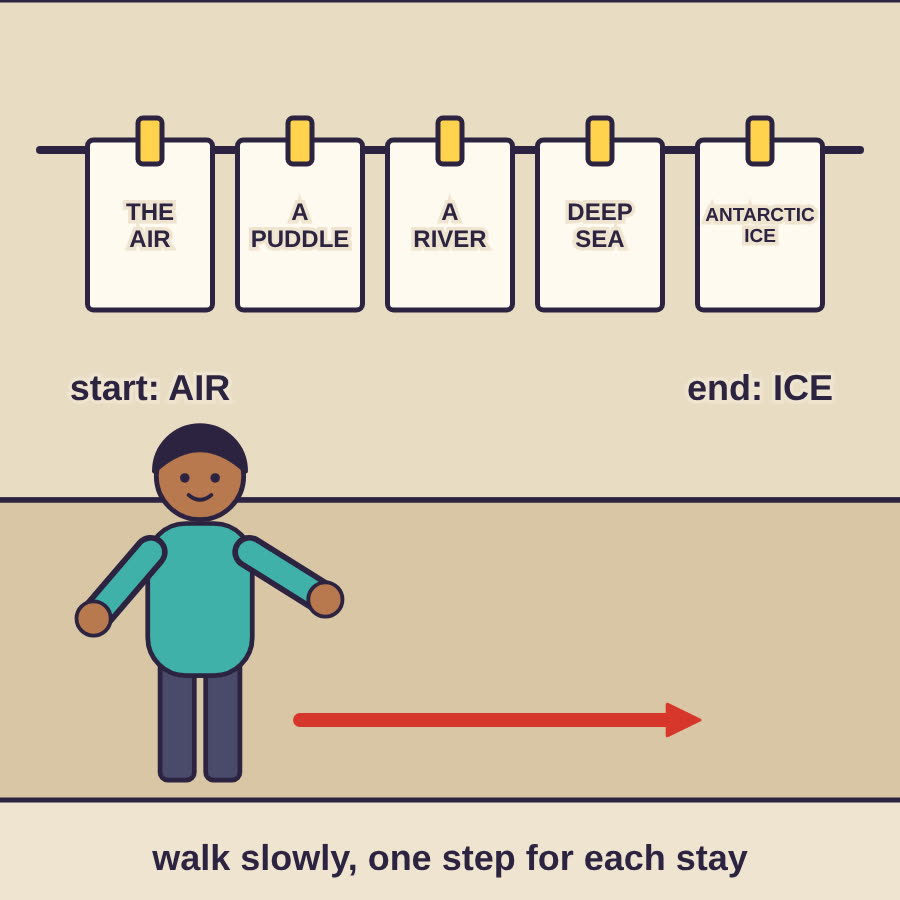 THE
AIR
A
PUDDLE
A
RIVER
DEEP
SEA
ANTARCTIC
ICE
start: AIR
end: ICE
walk slowly, one step for each stay